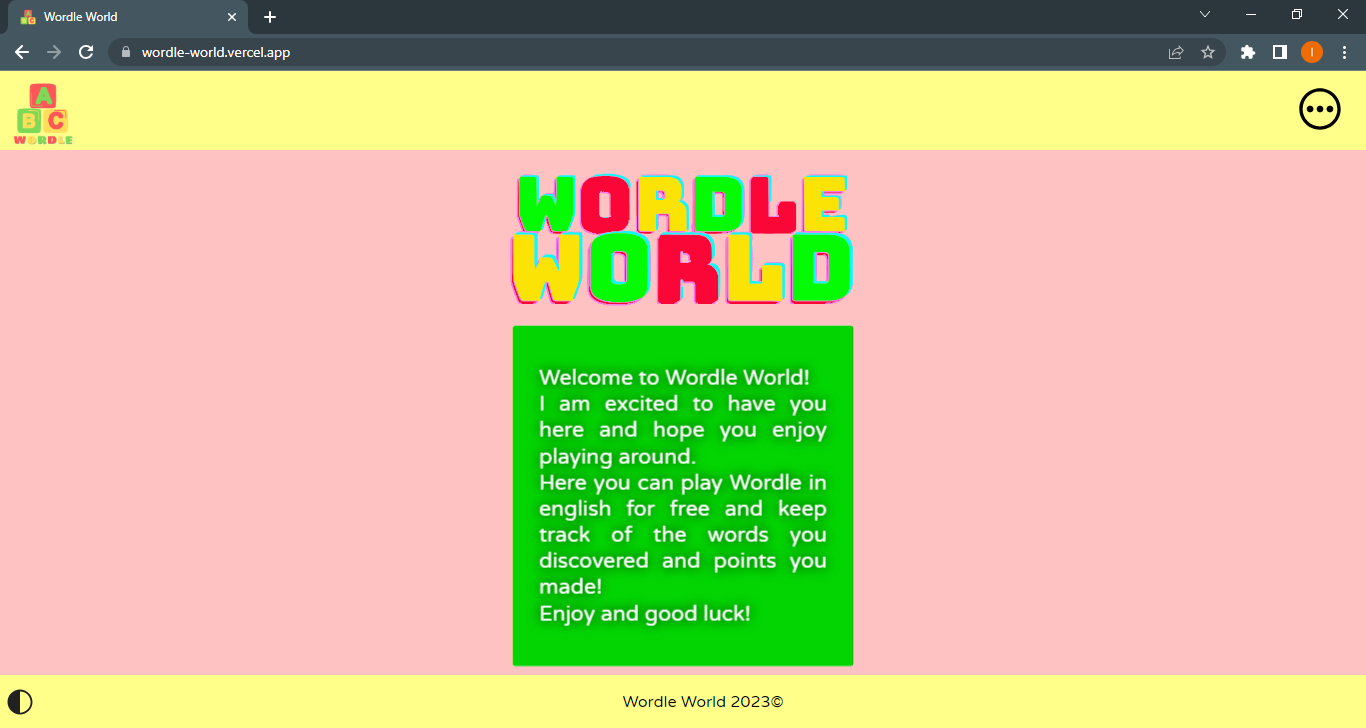 Wordle World
wordle-world.vercel.app
I
A
B C
WORDLE
WORDLE
WORLD
Welcome to Wordle World!
I am excited to have you
here and hope you enjoy
playing around.
Here you can play Wordle in
english for free and keep
track of the words you
discovered and points you
made!
Enjoy and good luck!
Wordle World 2023©